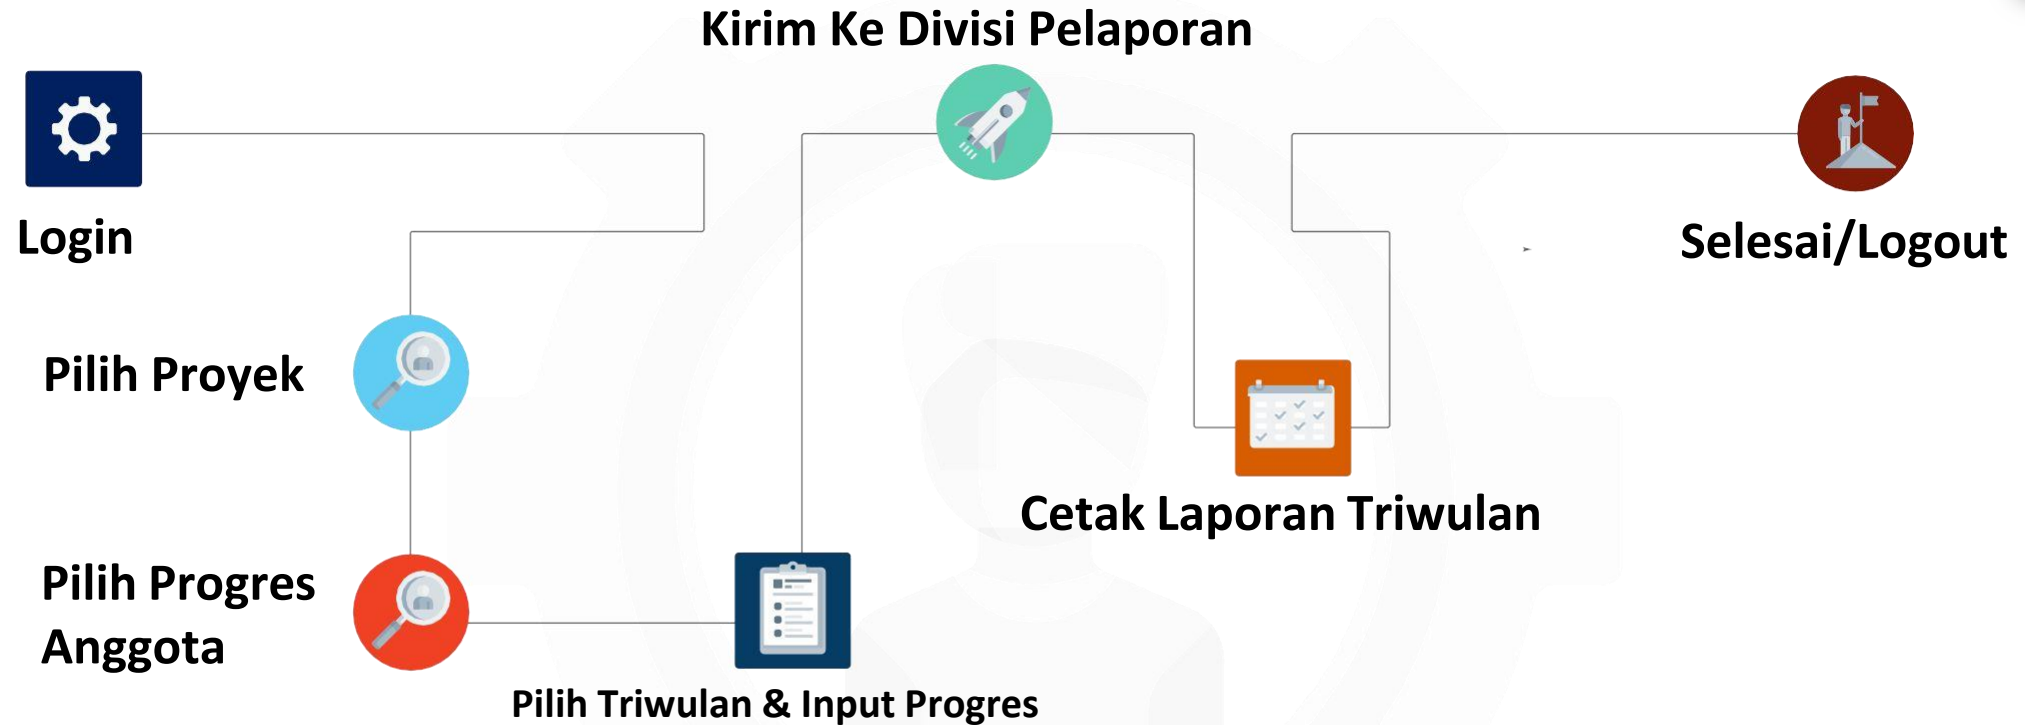 Kirim Ke Divisi Pelaporan
Login
Selesai/Logout
Pilih Proyek
Cetak Laporan Triwulan
Pilih Progres
Anggota
Pilih Triwulan & Input Progres